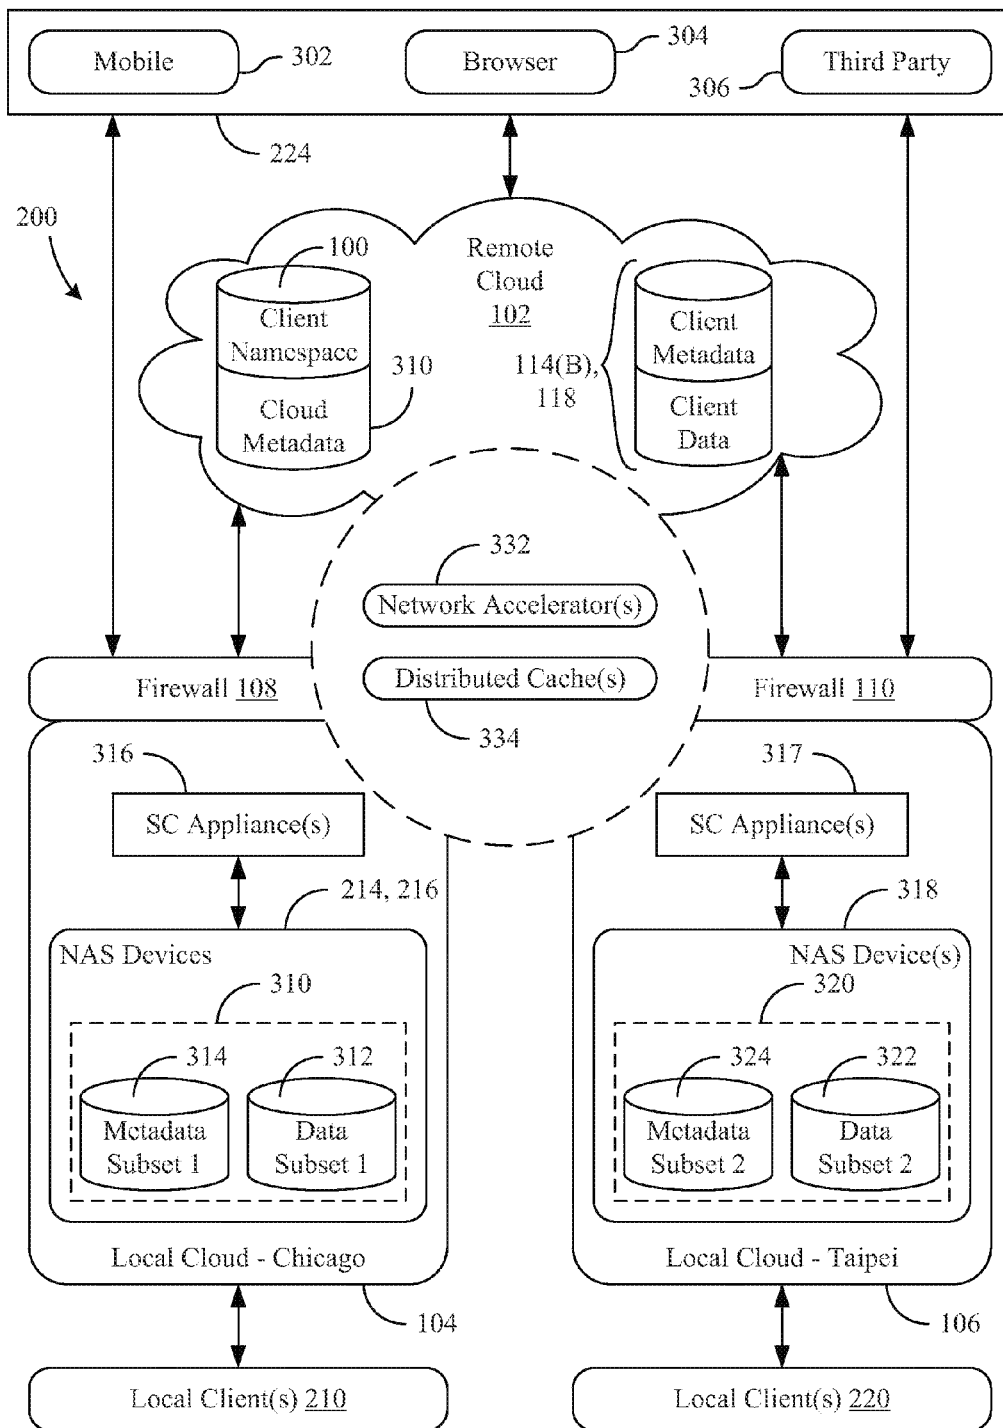 Mobile
302
Browser
304
Third Party
306
224
200
100
Remote
Cloud
102
Client
Namespace
Cloud
Metadata
310
114(B),
118
Client
Metadata
Client
Data
332
Network Accelerator(s)
Distributed Cache(s)
334
Firewall 108
Firewall 110
316
SC Appliance(s)
317
SC Appliance(s)
214, 216
NAS Devices
310
314
312
Metadata
Subset 1
Data
Subset 1
Local Cloud - Chicago
104
318
NAS Device(s)
320
324
322
Metadata
Subset 2
Data
Subset 2
Local Cloud - Taipei
106
Local Client(s) 210
Local Client(s) 220